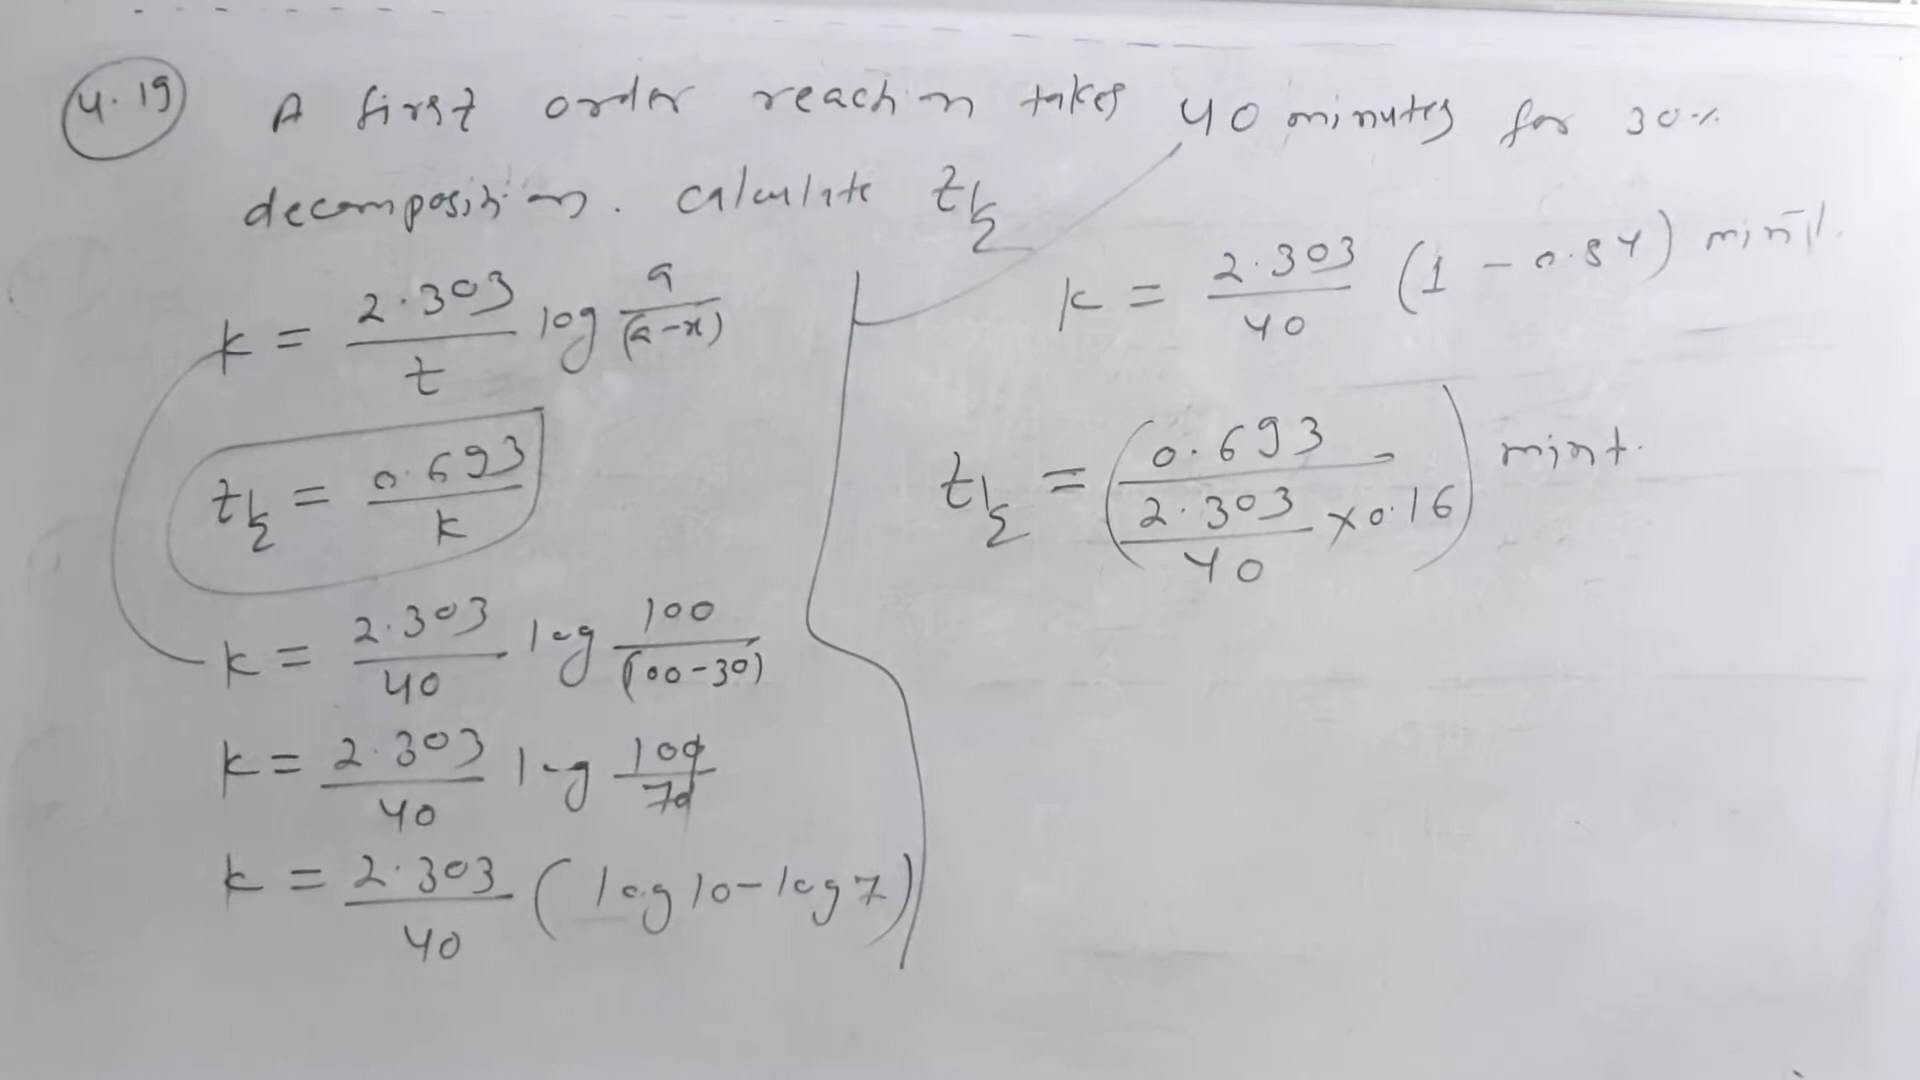 4.19 A first order reaction takes 40 minutes for 30%
decomposition. calculate t½
k = 2.303/t log a/(a-x)
t½ = 0.693/k
k = 2.303/40 log 100/(100-30)
k = 2.303/40 log 100/70
k = 2.303/40 (log 10 - log 7)
k = 2.303/40 (1 - 0.84) min⁻¹.
t½ = (0.693/(2.303/40 × 0.16)) mint.